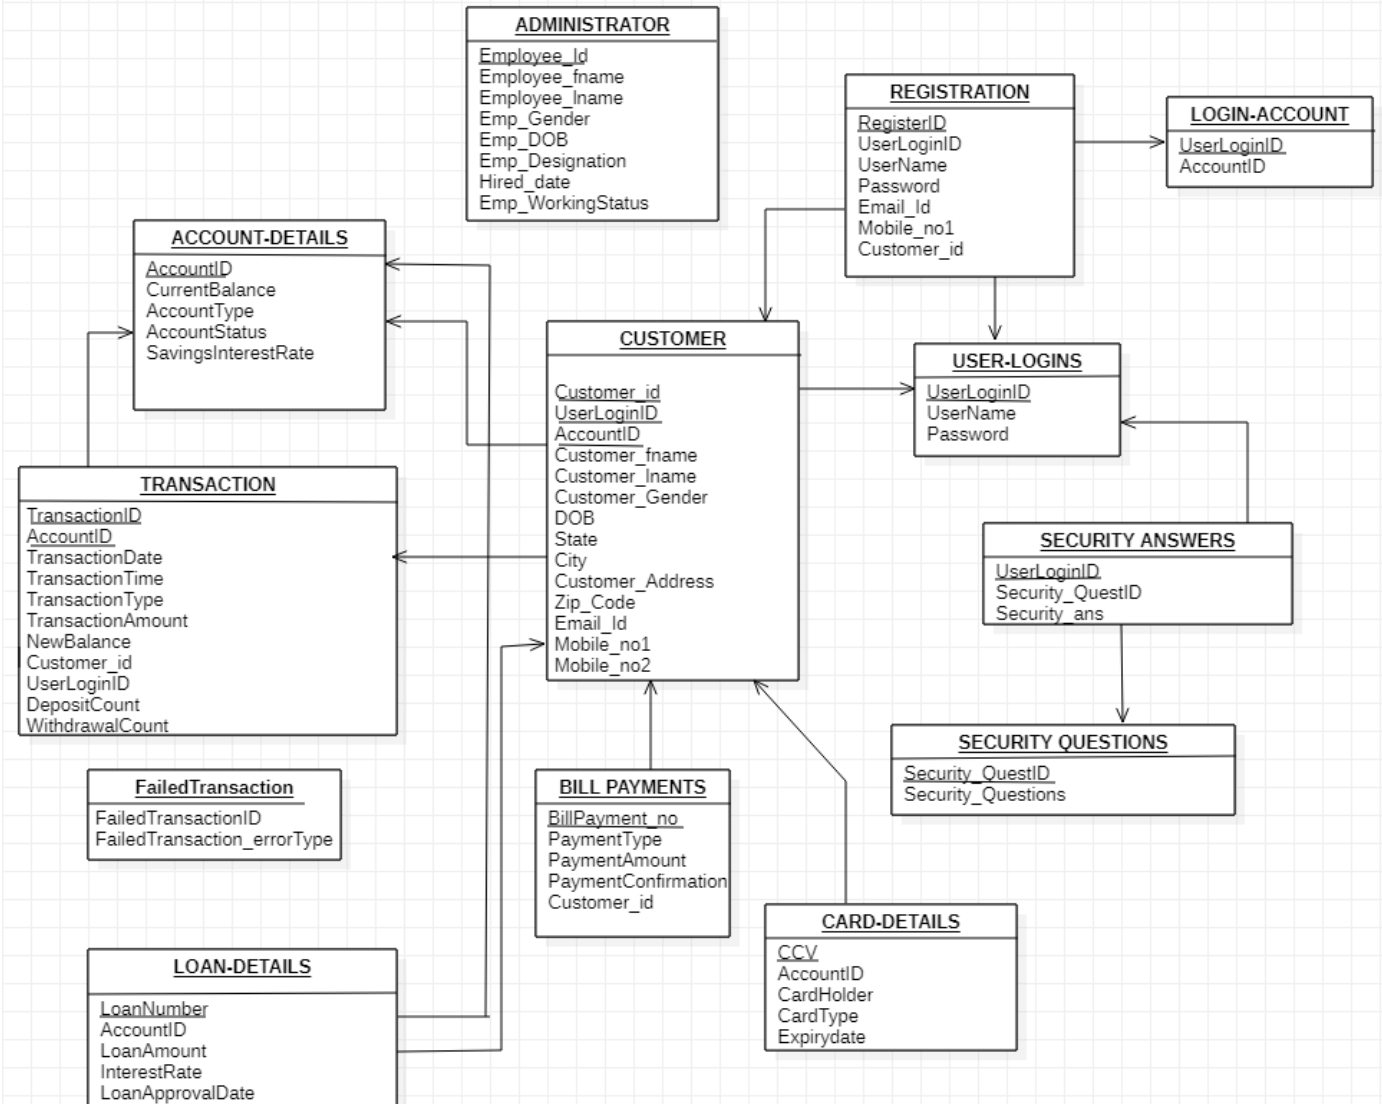 ADMINISTRATOR
Employee_Id
Employee_fname
Employee_lname
Emp_Gender
Emp_DOB
Emp_Designation
Hired_date
Emp_WorkingStatus
REGISTRATION
RegisterID
UserLoginID
UserName
Password
Email_Id
Mobile_no1
Customer_id
LOGIN-ACCOUNT
UserLoginID
AccountID
ACCOUNT-DETAILS
AccountID
CurrentBalance
AccountType
AccountStatus
SavingsInterestRate
CUSTOMER
Customer_id
UserLoginID
AccountID
Customer_fname
Customer_lname
Customer_Gender
DOB
State
City
Customer_Address
Zip_Code
Email_Id
Mobile_no1
Mobile_no2
USER-LOGINS
UserLoginID
UserName
Password
TRANSACTION
TransactionID
AccountID
TransactionDate
TransactionTime
TransactionType
TransactionAmount
NewBalance
Customer_id
UserLoginID
DepositCount
WithdrawalCount
SECURITY ANSWERS
UserLoginID
Security_QuestID
Security_ans
SECURITY QUESTIONS
Security_QuestID
Security_Questions
FailedTransaction
FailedTransactionID
FailedTransaction_errorType
BILL PAYMENTS
BillPayment_no
PaymentType
PaymentAmount
PaymentConfirmation
Customer_id
CARD-DETAILS
CCV
AccountID
CardHolder
CardType
Expirydate
LOAN-DETAILS
LoanNumber
AccountID
LoanAmount
InterestRate
LoanApprovalDate